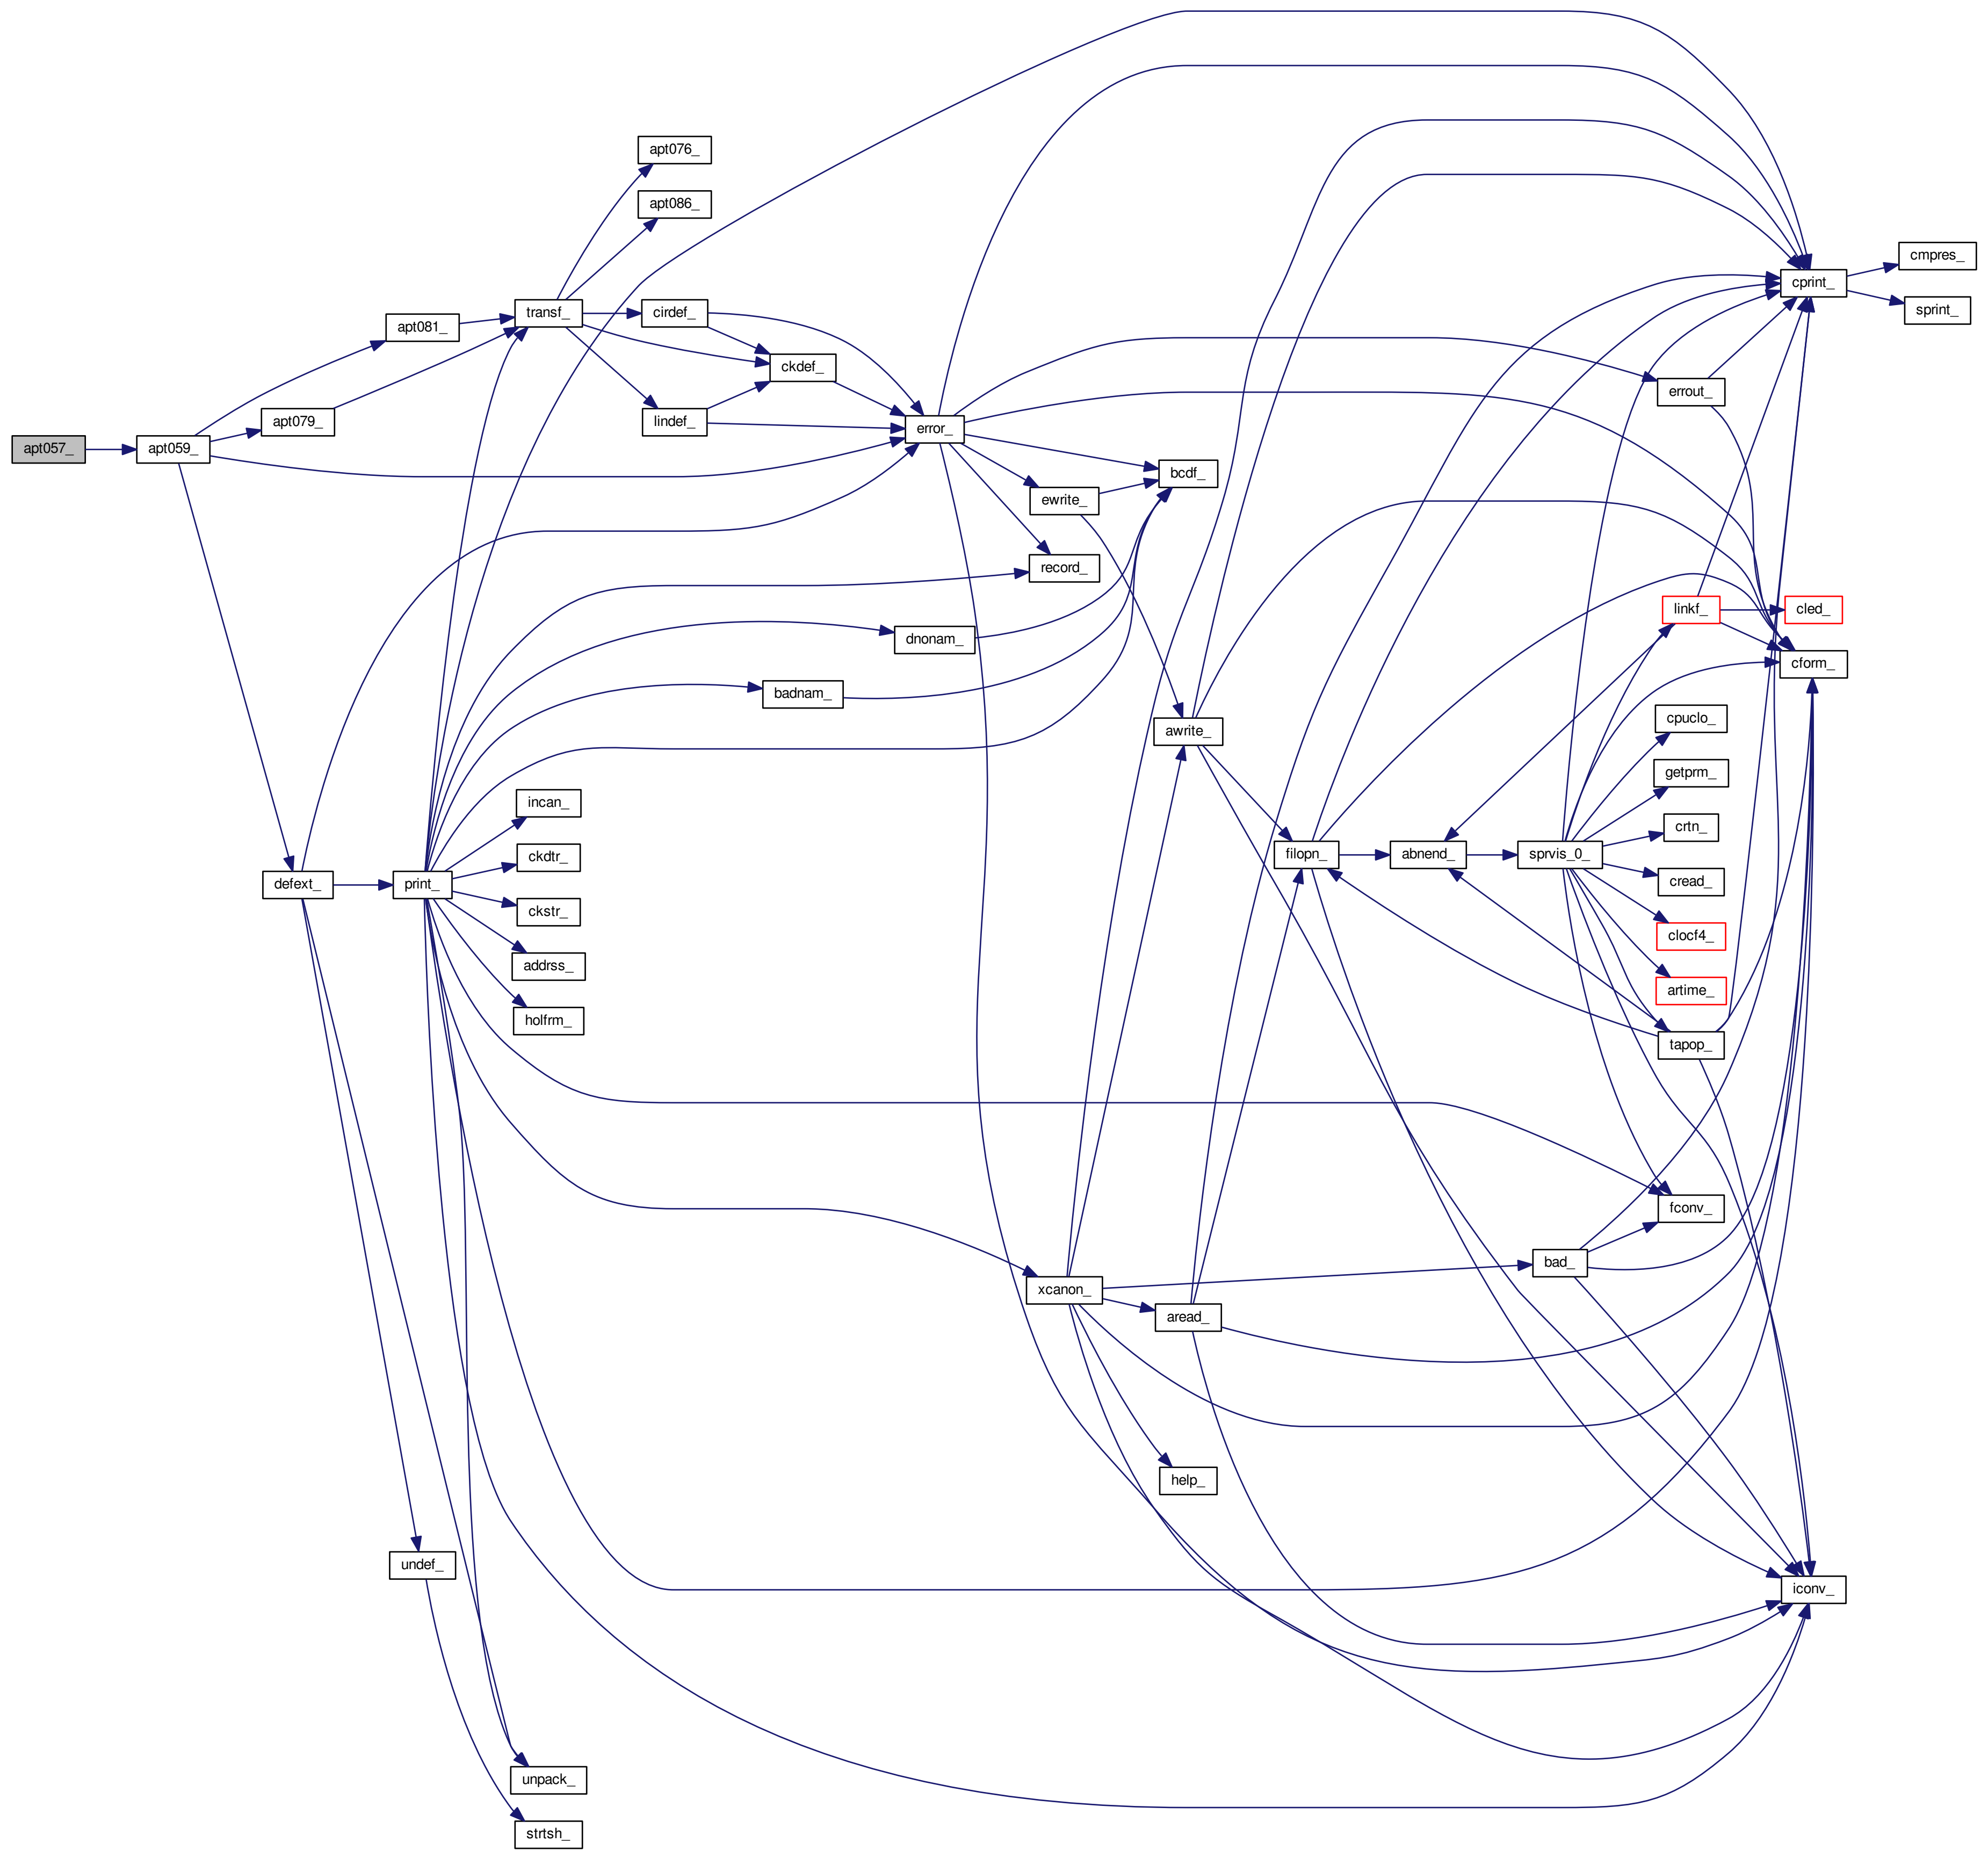 apt076_
apt086_
cmpres_
cprint_
sprint_
transf_
cirdef_
apt081_
ckdef_
errout_
apt079_
lindef_
error_
apt057_
apt059_
bcdf_
ewrite_
record_
linkf_
cled_
dnonam_
cform_
badnam_
cpuclo_
awrite_
getprm_
incan_
crtn_
ckdtr_
filopn_
abnend_
sprvis_0_
cread_
defext_
print_
ckstr_
clocf4_
addrss_
artime_
holfrm_
tapop_
fconv_
bad_
xcanon_
aread_
help_
undef_
iconv_
unpack_
strtsh_